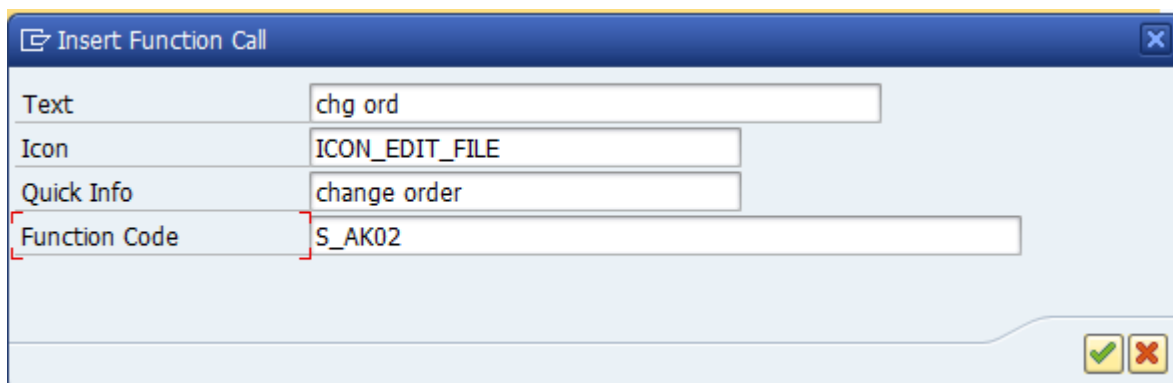 Insert Function Call
Text chg ord
Icon ICON_EDIT_FILE
Quick Info change order
Function Code S_AK02